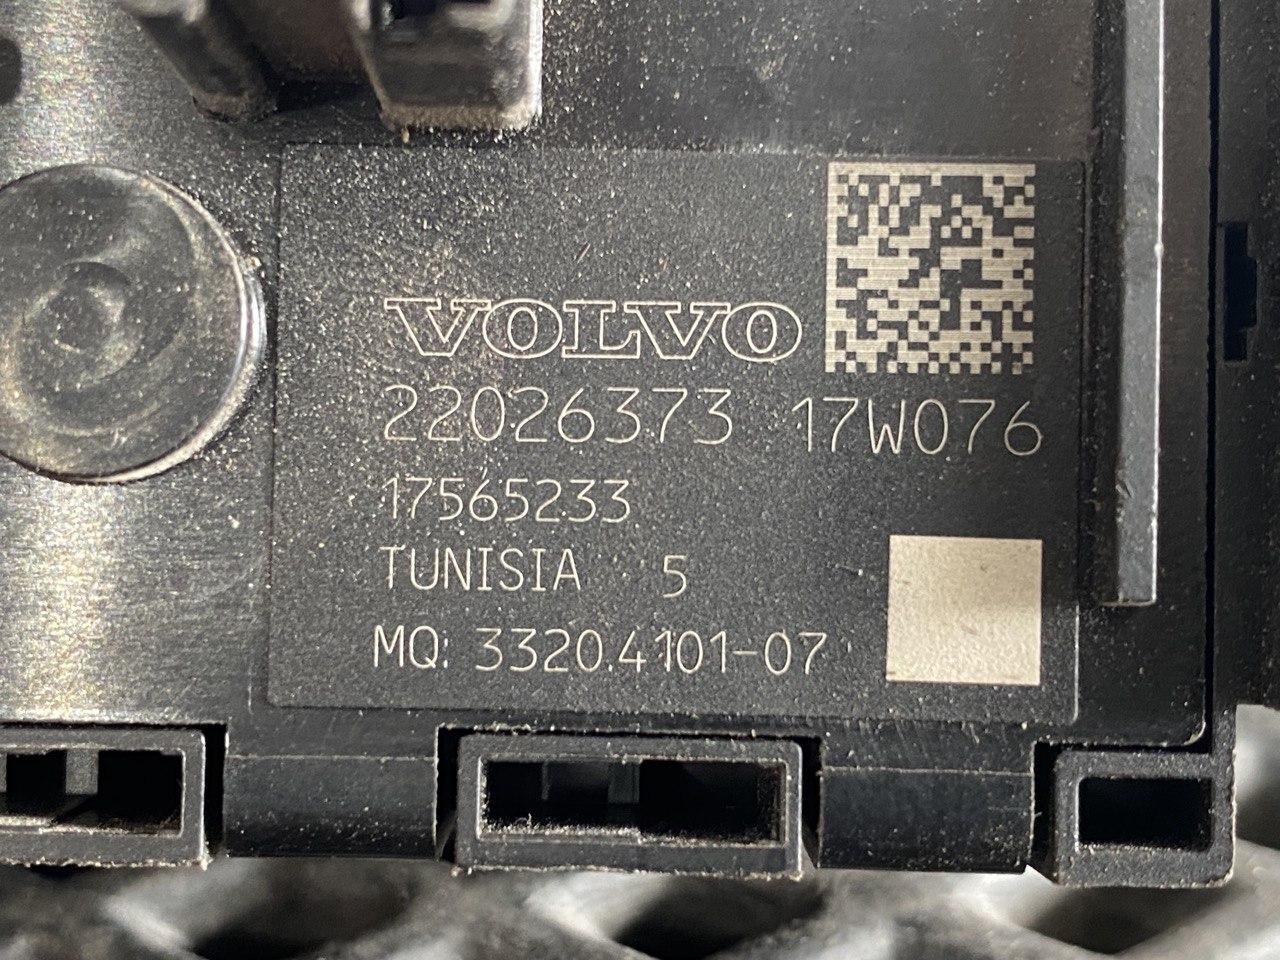 VOLVO
22026373 17W076
17565233
TUNISIA 5
MQ: 3320.4101-07